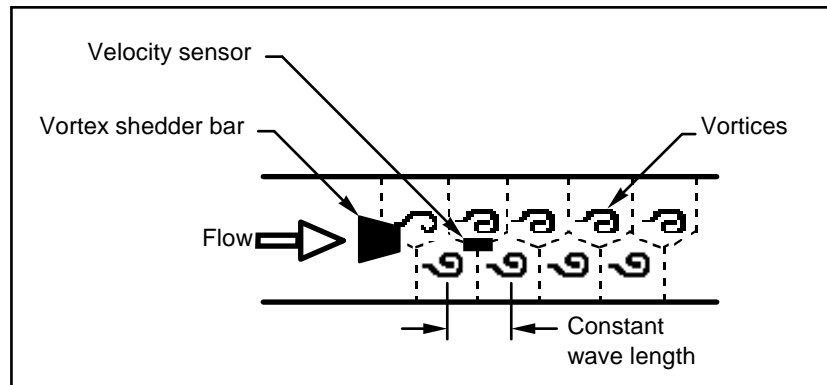 Velocity sensor
Vortex shedder bar
Vortices
Flow
Constant
wave length